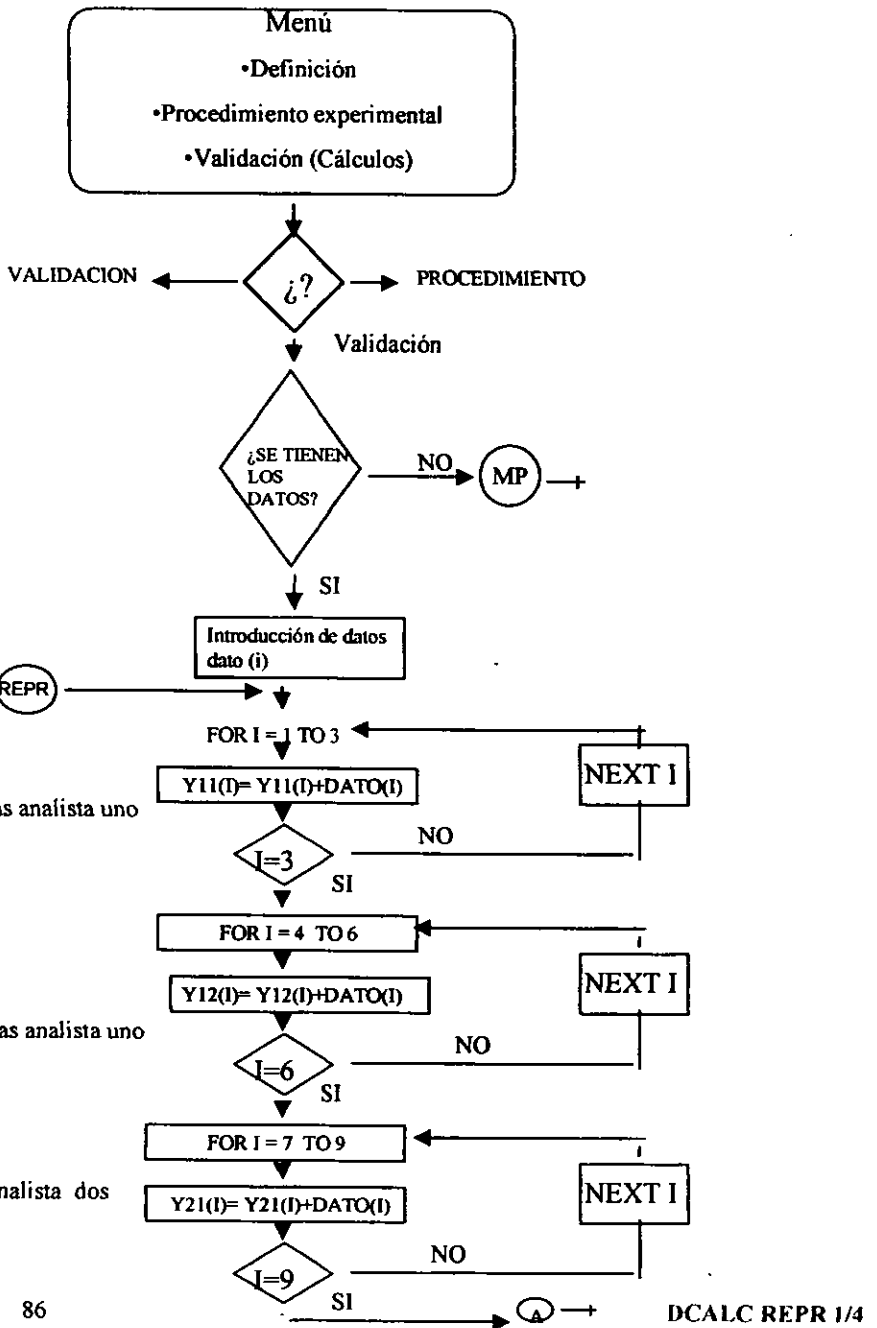 Menú
•Definición
•Procedimiento experimental
•Validación (Cálculos)
VALIDACION
¿?
PROCEDIMIENTO
Validación
¿SE TIENEN
LOS
DATOS?
NO
MP
SI
Introducción de datos
dato (i)
REPR
FOR I = 1 TO 3
NEXT I
Y11(I)= Y11(I)+DATO(I)
analista uno
I=3
NO
SI
FOR I = 4 TO 6
NEXT I
Y12(I)= Y12(I)+DATO(I)
analista uno
I=6
NO
SI
FOR I = 7 TO 9
NEXT I
Y21(I)= Y21(I)+DATO(I)
dos
I=9
NO
SI
A
86
DCALC REPR 1/4